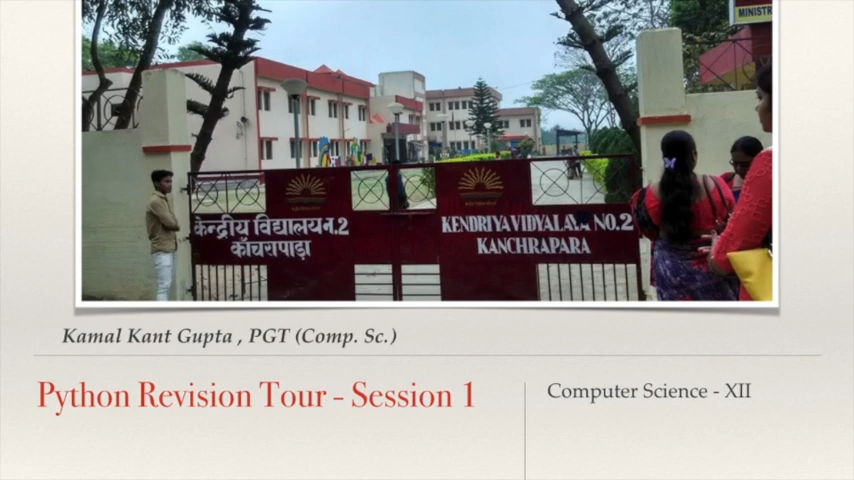 MINISTR
केन्द्रीय विद्यालय न.2
काँचरापाड़ा
KENDRIYA VIDYALAYA NO.2
KANCHRAPARA
Kamal Kant Gupta , PGT (Comp. Sc.)
Python Revision Tour - Session 1
Computer Science - XII